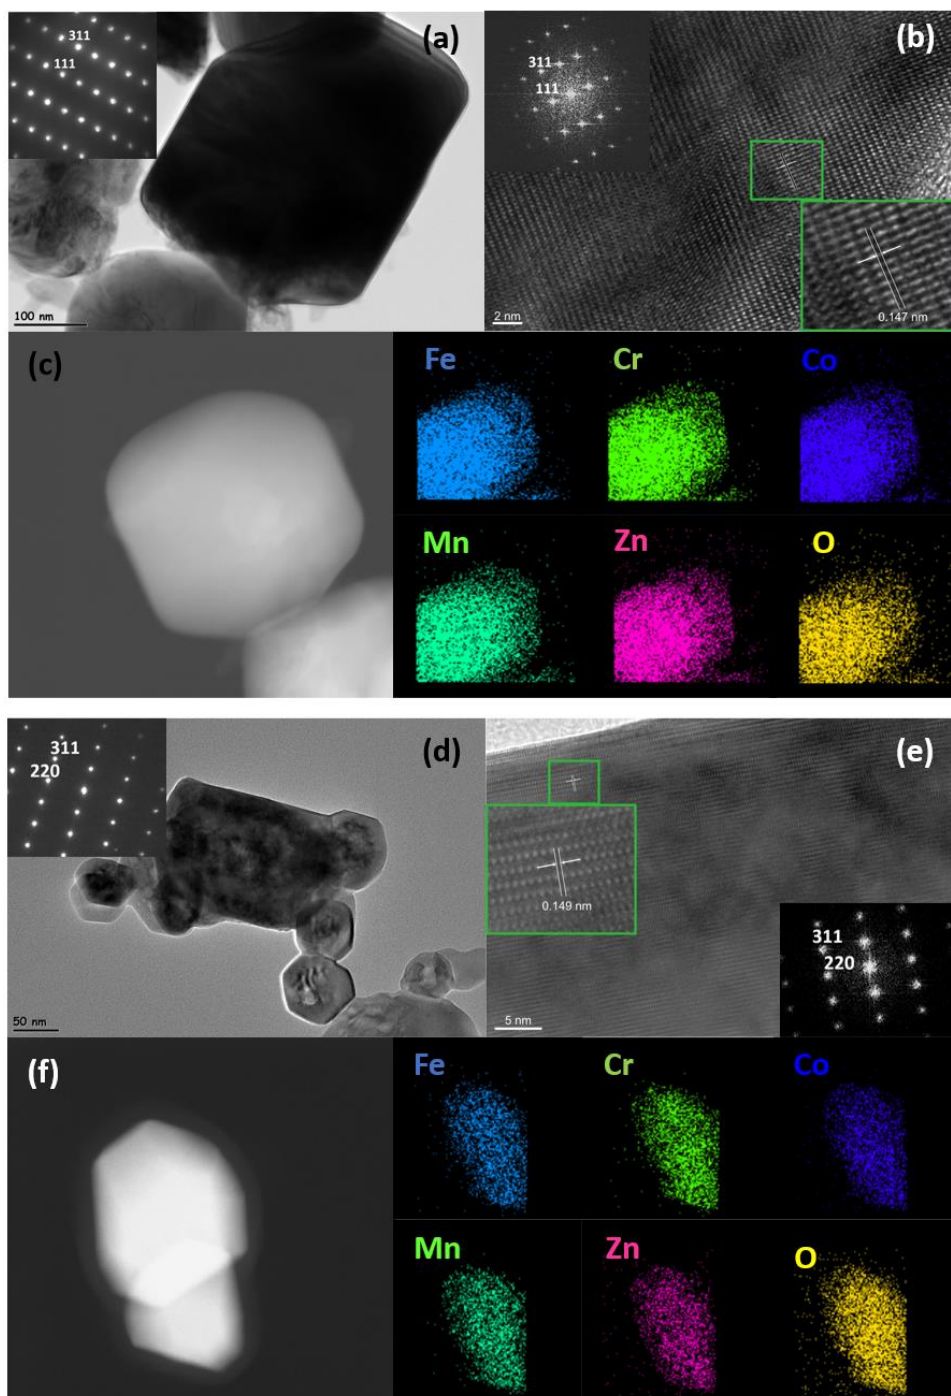 311
111
(a)
100 nm
311
111
(b)
2 nm
0.147 nm
(c)
Fe
Cr
Co
Mn
Zn
O
311
220
(d)
50 nm
(e)
0.149 nm
311
220
5 nm
(f)
Fe
Cr
Co
Mn
Zn
O